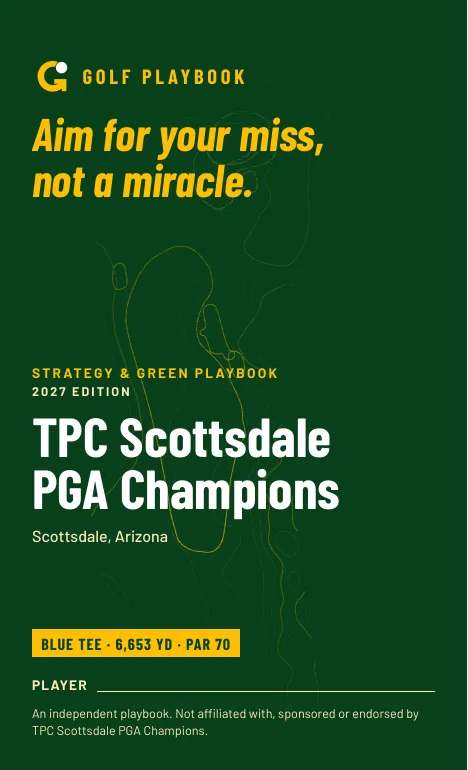 GOLF PLAYBOOK
Aim for your miss,
not a miracle.
STRATEGY & GREEN PLAYBOOK
2027 EDITION
TPC Scottsdale
PGA Champions
Scottsdale, Arizona
BLUE TEE · 6,653 YD · PAR 70
PLAYER
An independent playbook. Not affiliated with, sponsored or endorsed by
TPC Scottsdale PGA Champions.